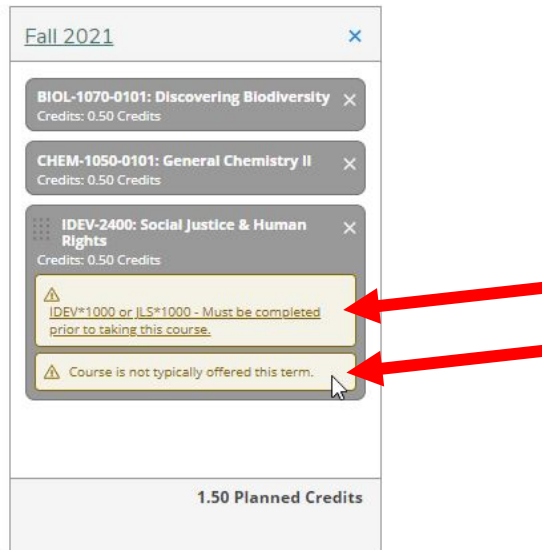 Fall 2021
BIOL-1070-0101: Discovering Biodiversity
Credits: 0.50 Credits
CHEM-1050-0101: General Chemistry II
Credits: 0.50 Credits
IDEV-2400: Social Justice & Human
Rights
Credits: 0.50 Credits
IDEV*1000 or JLS*1000 - Must be completed
prior to taking this course.
Course is not typically offered this term.
1.50 Planned Credits